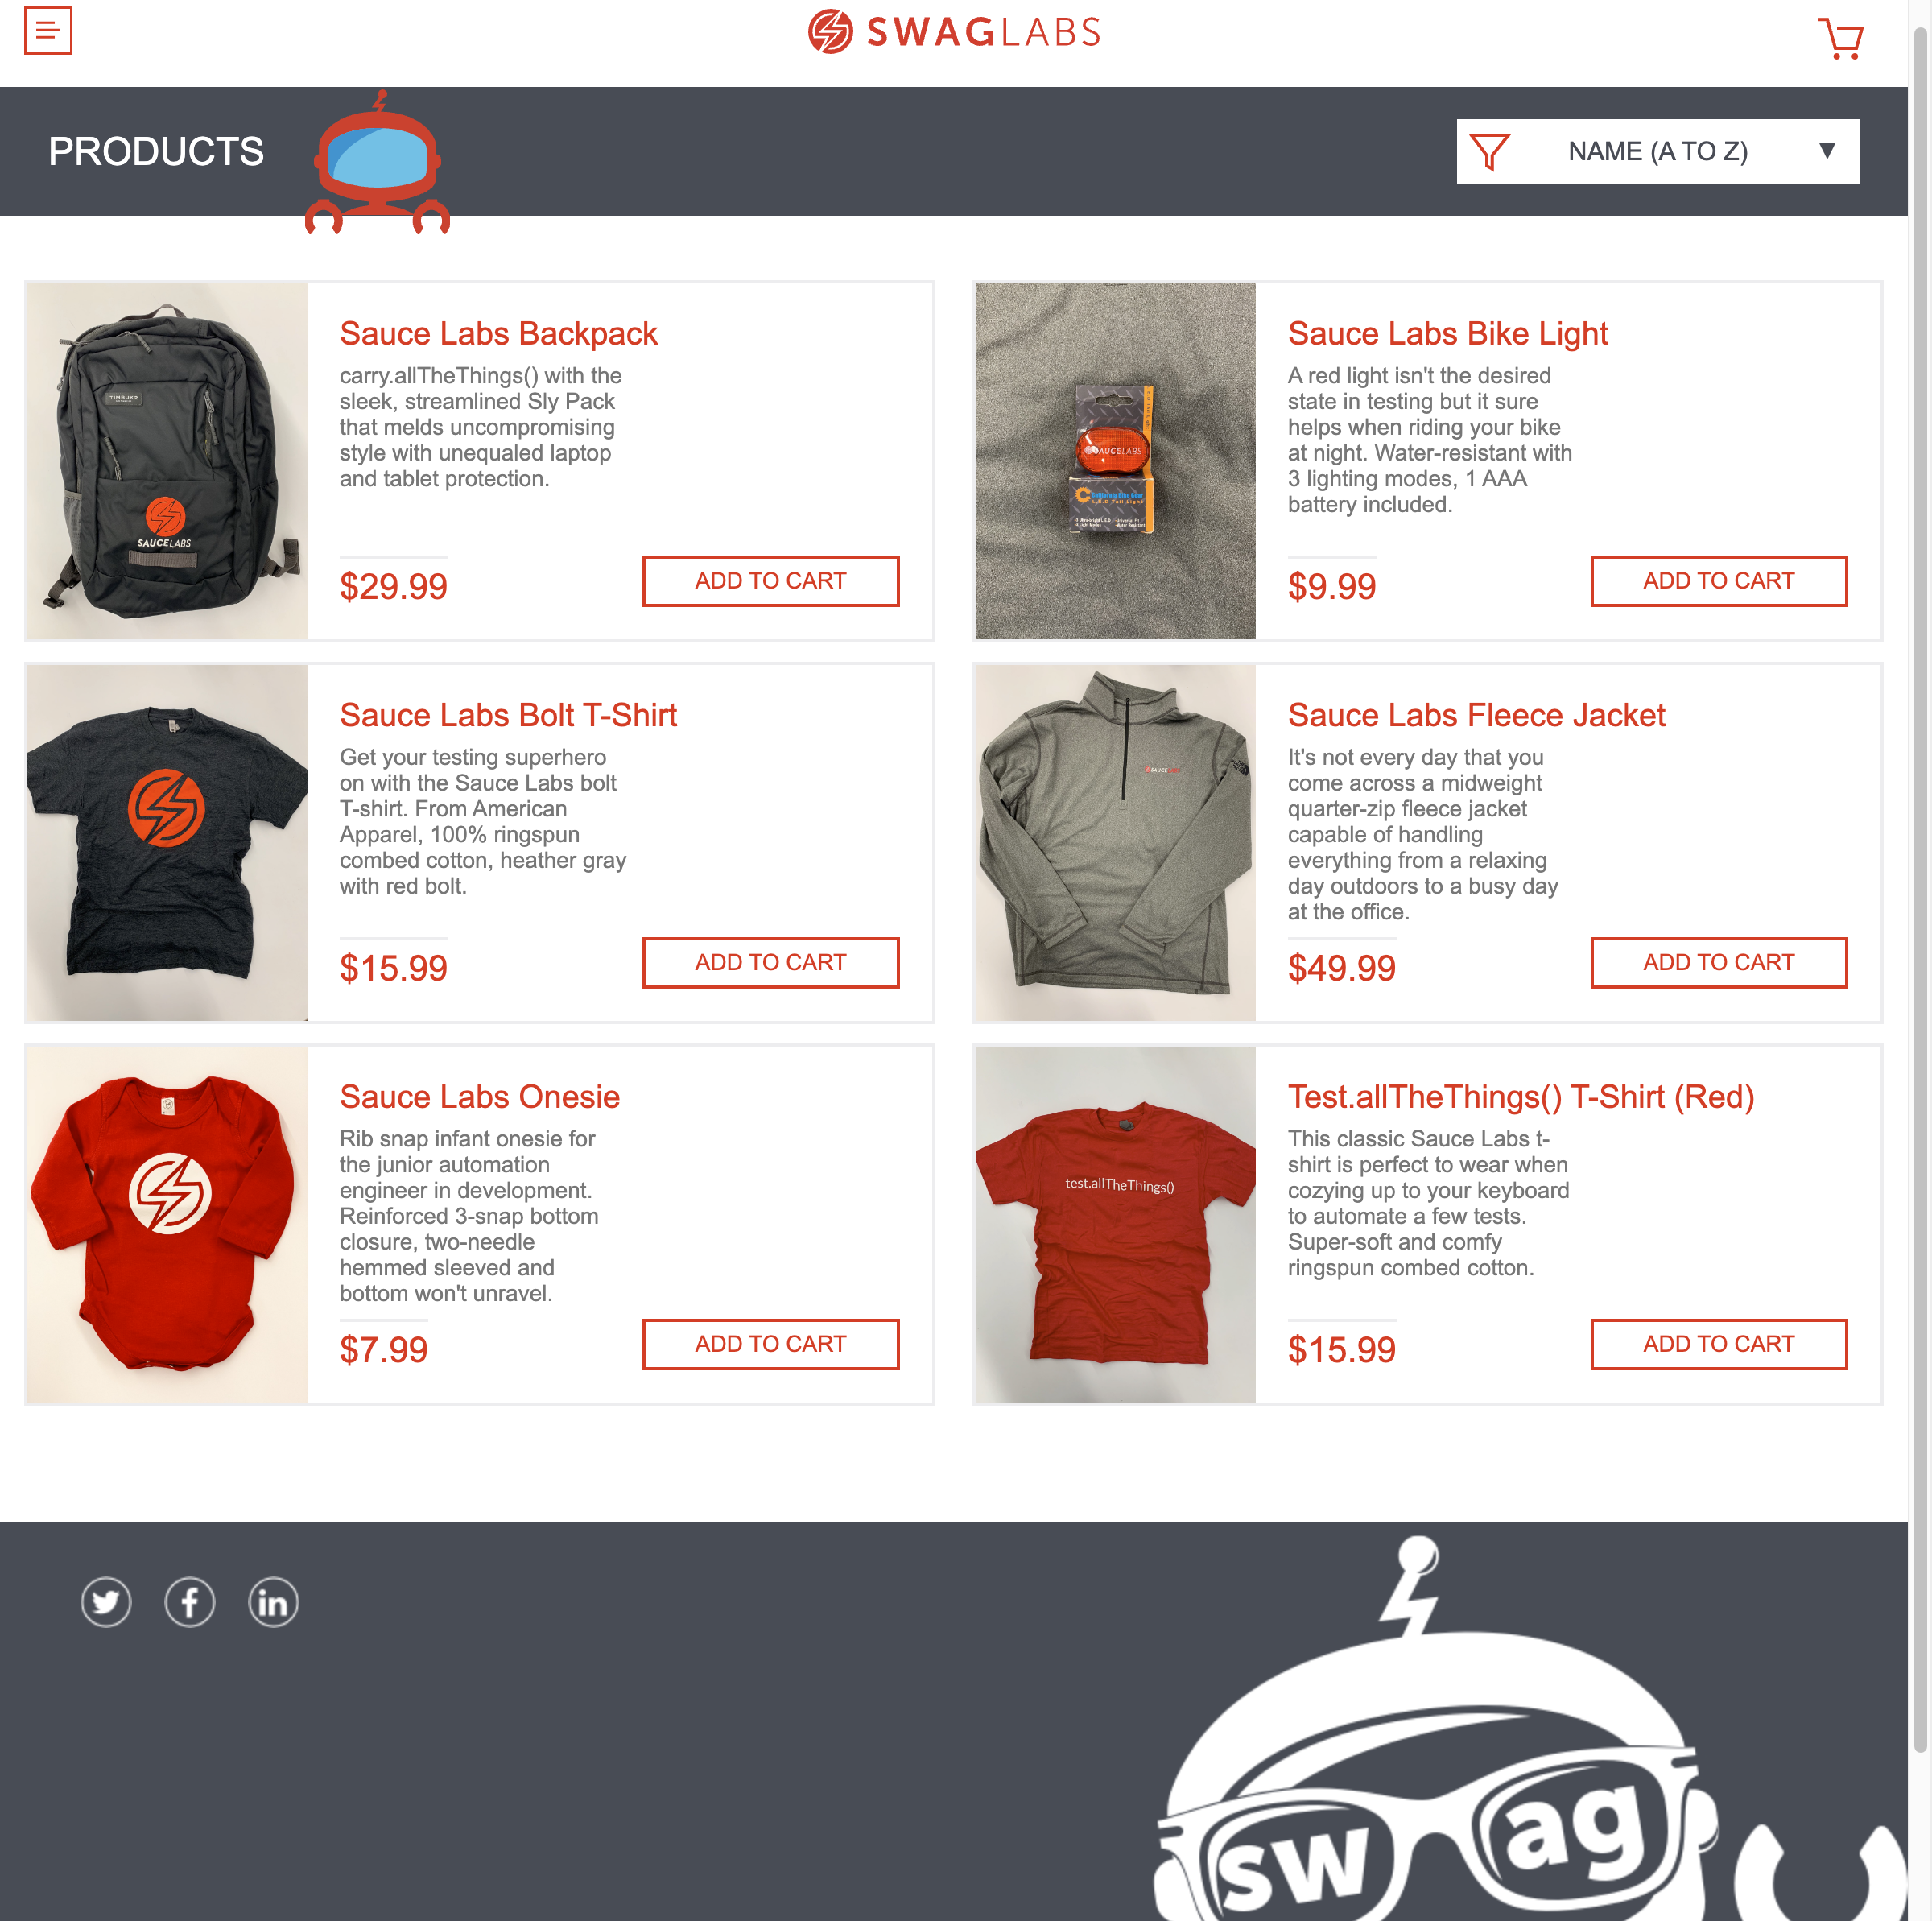 SWAGLABS
PRODUCTS
NAME (A TO Z)
TIMBUK2
SAUCELABS
Sauce Labs Backpack
carry.allTheThings() with the
sleek, streamlined Sly Pack
that melds uncompromising
style with unequaled laptop
and tablet protection.
$29.99
ADD TO CART
SAUCELABS
Sauce Labs Bike Light
A red light isn't the desired
state in testing but it sure
helps when riding your bike
at night. Water-resistant with
3 lighting modes, 1 AAA
battery included.
$9.99
ADD TO CART
Sauce Labs Bolt T-Shirt
Get your testing superhero
on with the Sauce Labs bolt
T-shirt. From American
Apparel, 100% ringspun
combed cotton, heather gray
with red bolt.
$15.99
ADD TO CART
SAUCELABS
Sauce Labs Fleece Jacket
It's not every day that you
come across a midweight
quarter-zip fleece jacket
capable of handling
everything from a relaxing
day outdoors to a busy day
at the office.
$49.99
ADD TO CART
Sauce Labs Onesie
Rib snap infant onesie for
the junior automation
engineer in development.
Reinforced 3-snap bottom
closure, two-needle
hemmed sleeved and
bottom won't unravel.
$7.99
ADD TO CART
test.allTheThings()
Test.allTheThings() T-Shirt (Red)
This classic Sauce Labs t-
shirt is perfect to wear when
cozying up to your keyboard
to automate a few tests.
Super-soft and comfy
ringspun combed cotton.
$15.99
ADD TO CART
sw ag